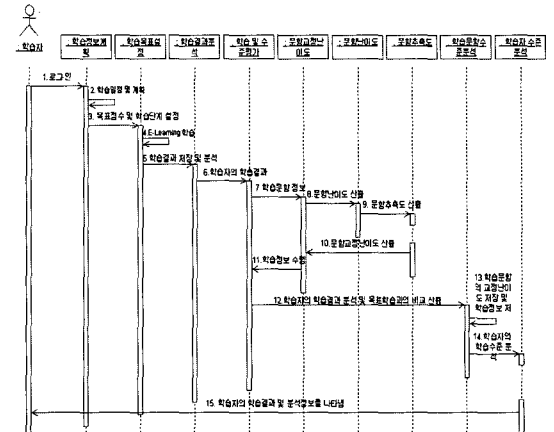 : 학습자
: 학습정보계
획
: 학습목표설
정
: 학습결과분
석
: 학습 및 수
준평가
: 문항교정난
이도
: 문항난이도
: 문항추측도
: 학습문항수
준분석
: 학습자 수준
분석
1. 로그인
2. 학습일정 및 계획
3. 목표점수 및 학습단계 설정
4.E-Learning 학습
5. 학습결과 저장 및 분석
6. 학습자의 학습결과
7. 학습문항 정보
8. 문항난이도 산출
9. 문항추측도 산출
10. 문항교정난이도 산출
11. 학습정보 수행
12. 학습자의 학습결과 분석 및 목표학습과의 비교 산출
13. 학습문항
의 교정난이
도 저장 및
학습정보 저
14. 학습자의
학습수준 분
석
15. 학습자의 학습결과 및 분석정보를 나타냄